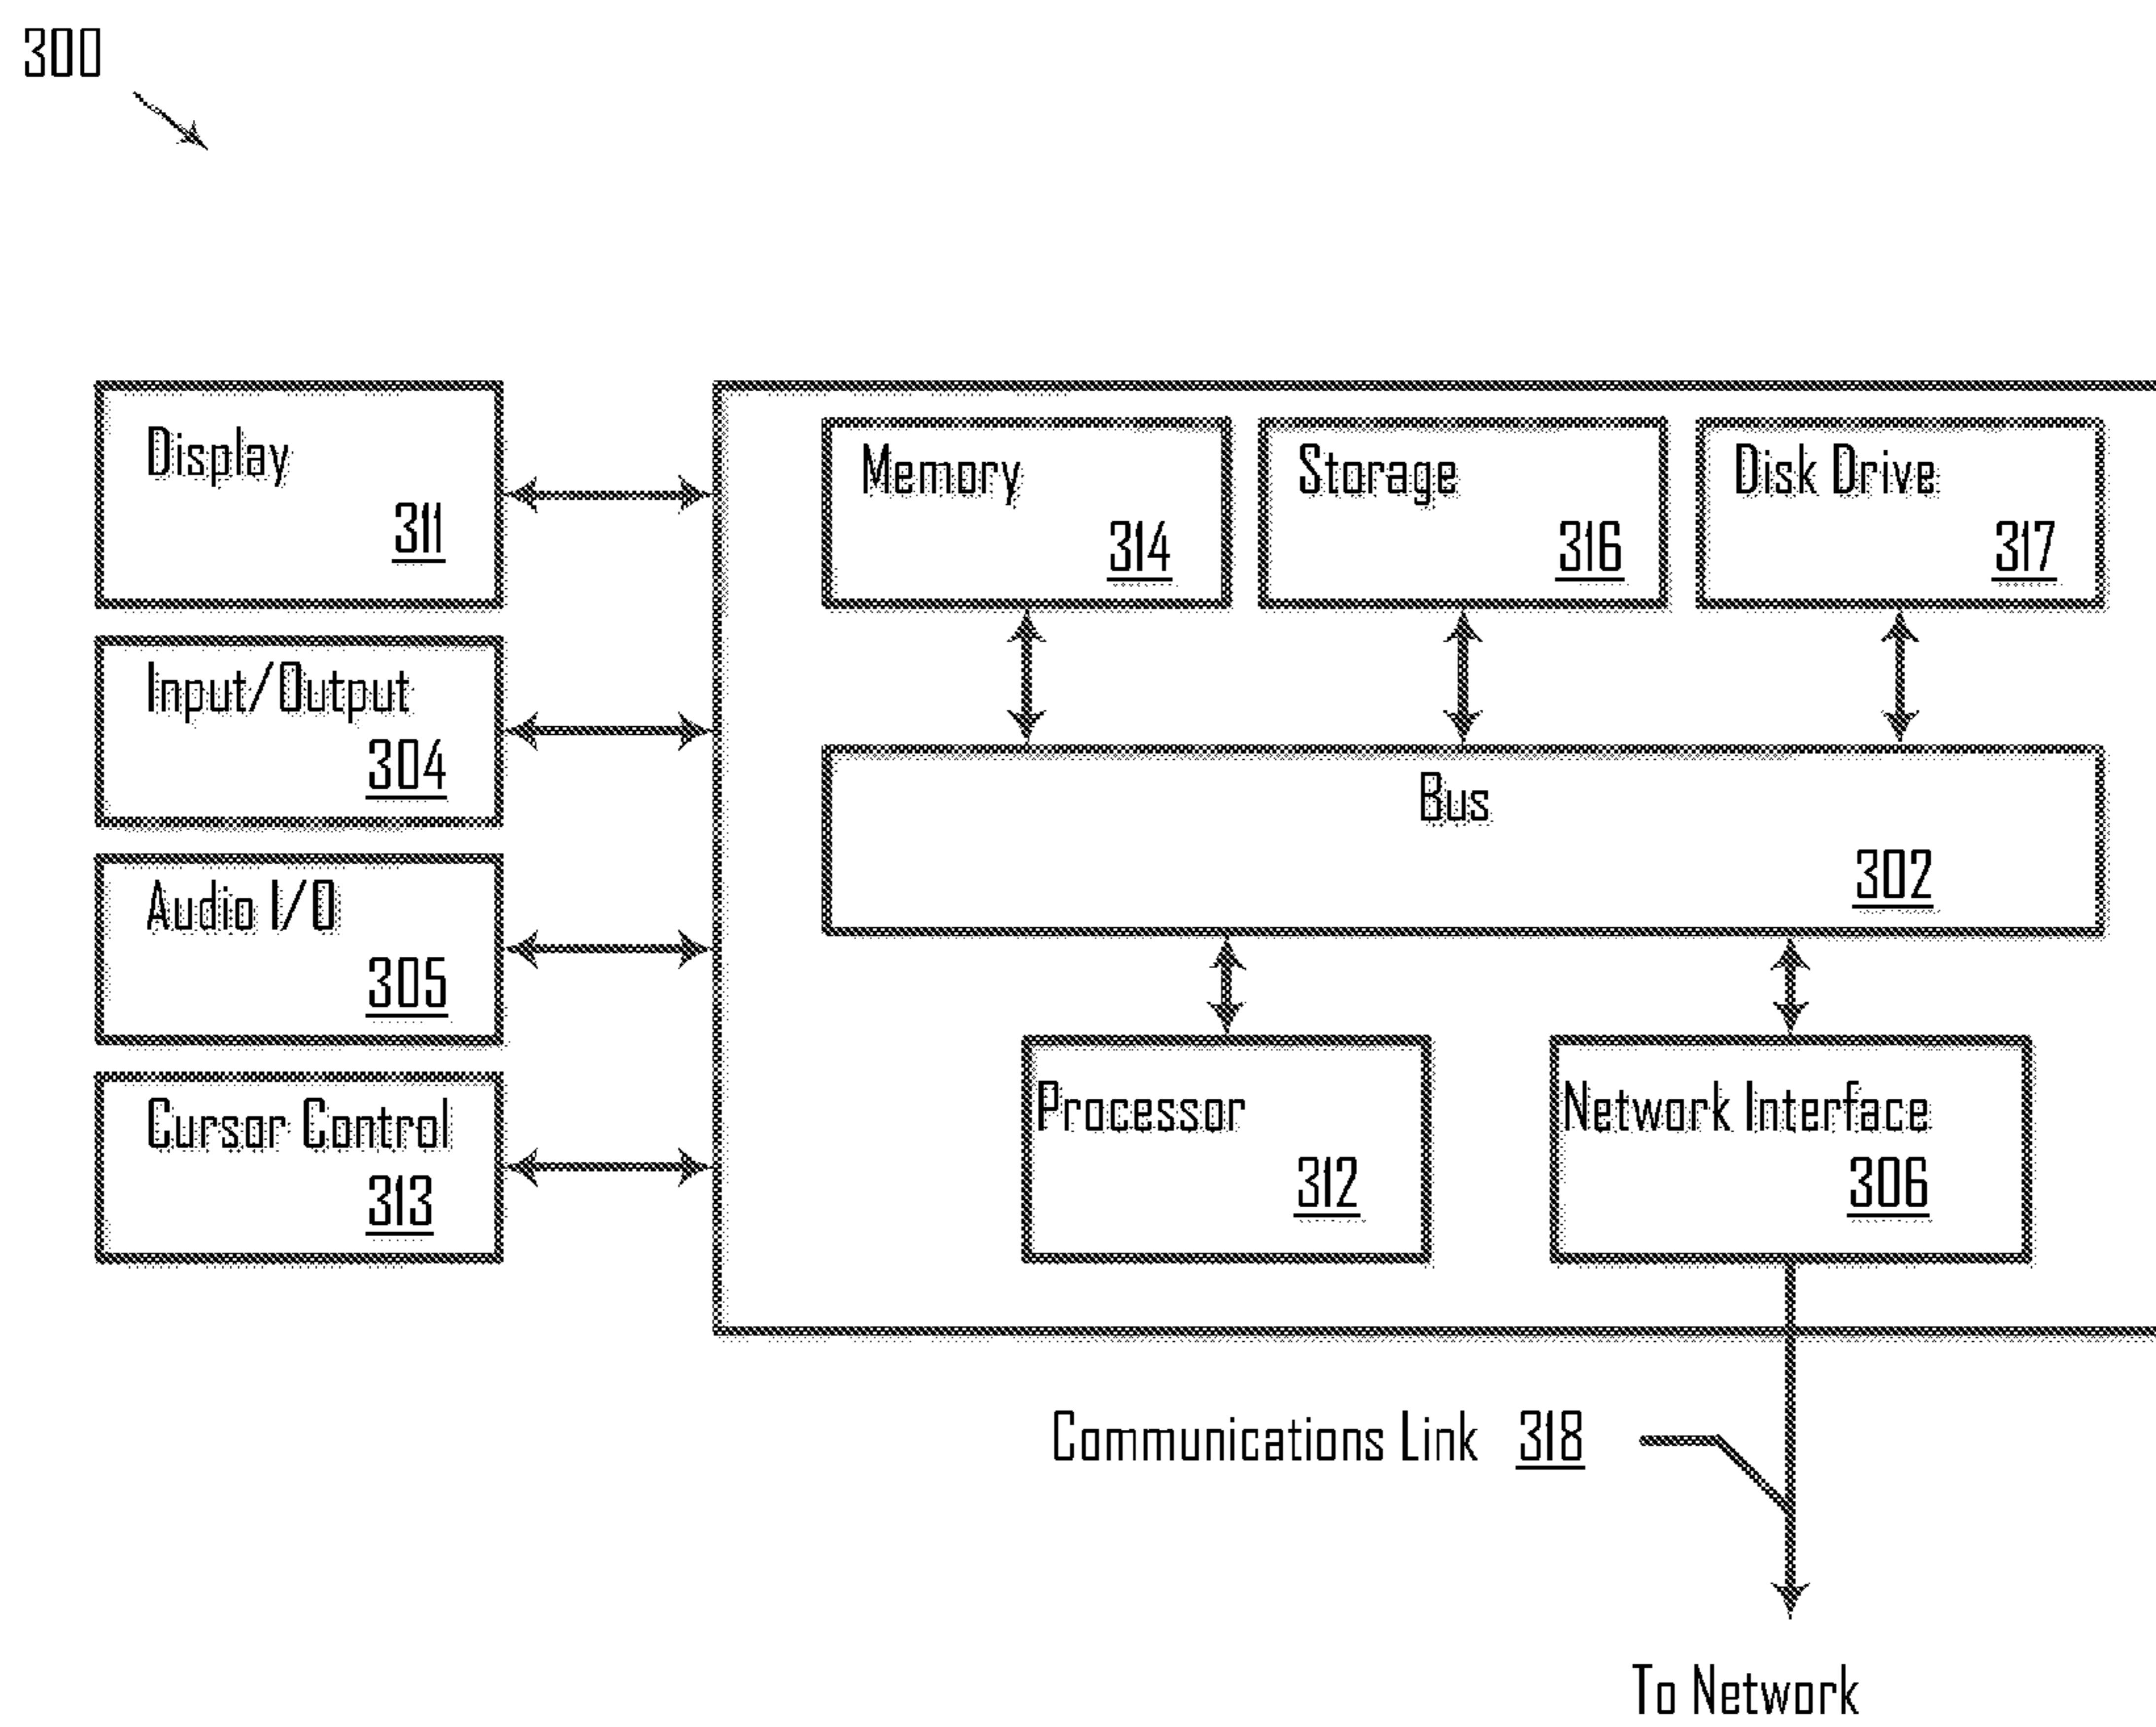 300
Display
311
Memory
314
Storage
316
Disk Drive
317
Input/Output
304
Bus
302
Audio I/O
305
Cursor Control
313
Processor
312
Network Interface
306
Communications Link 318
To Network